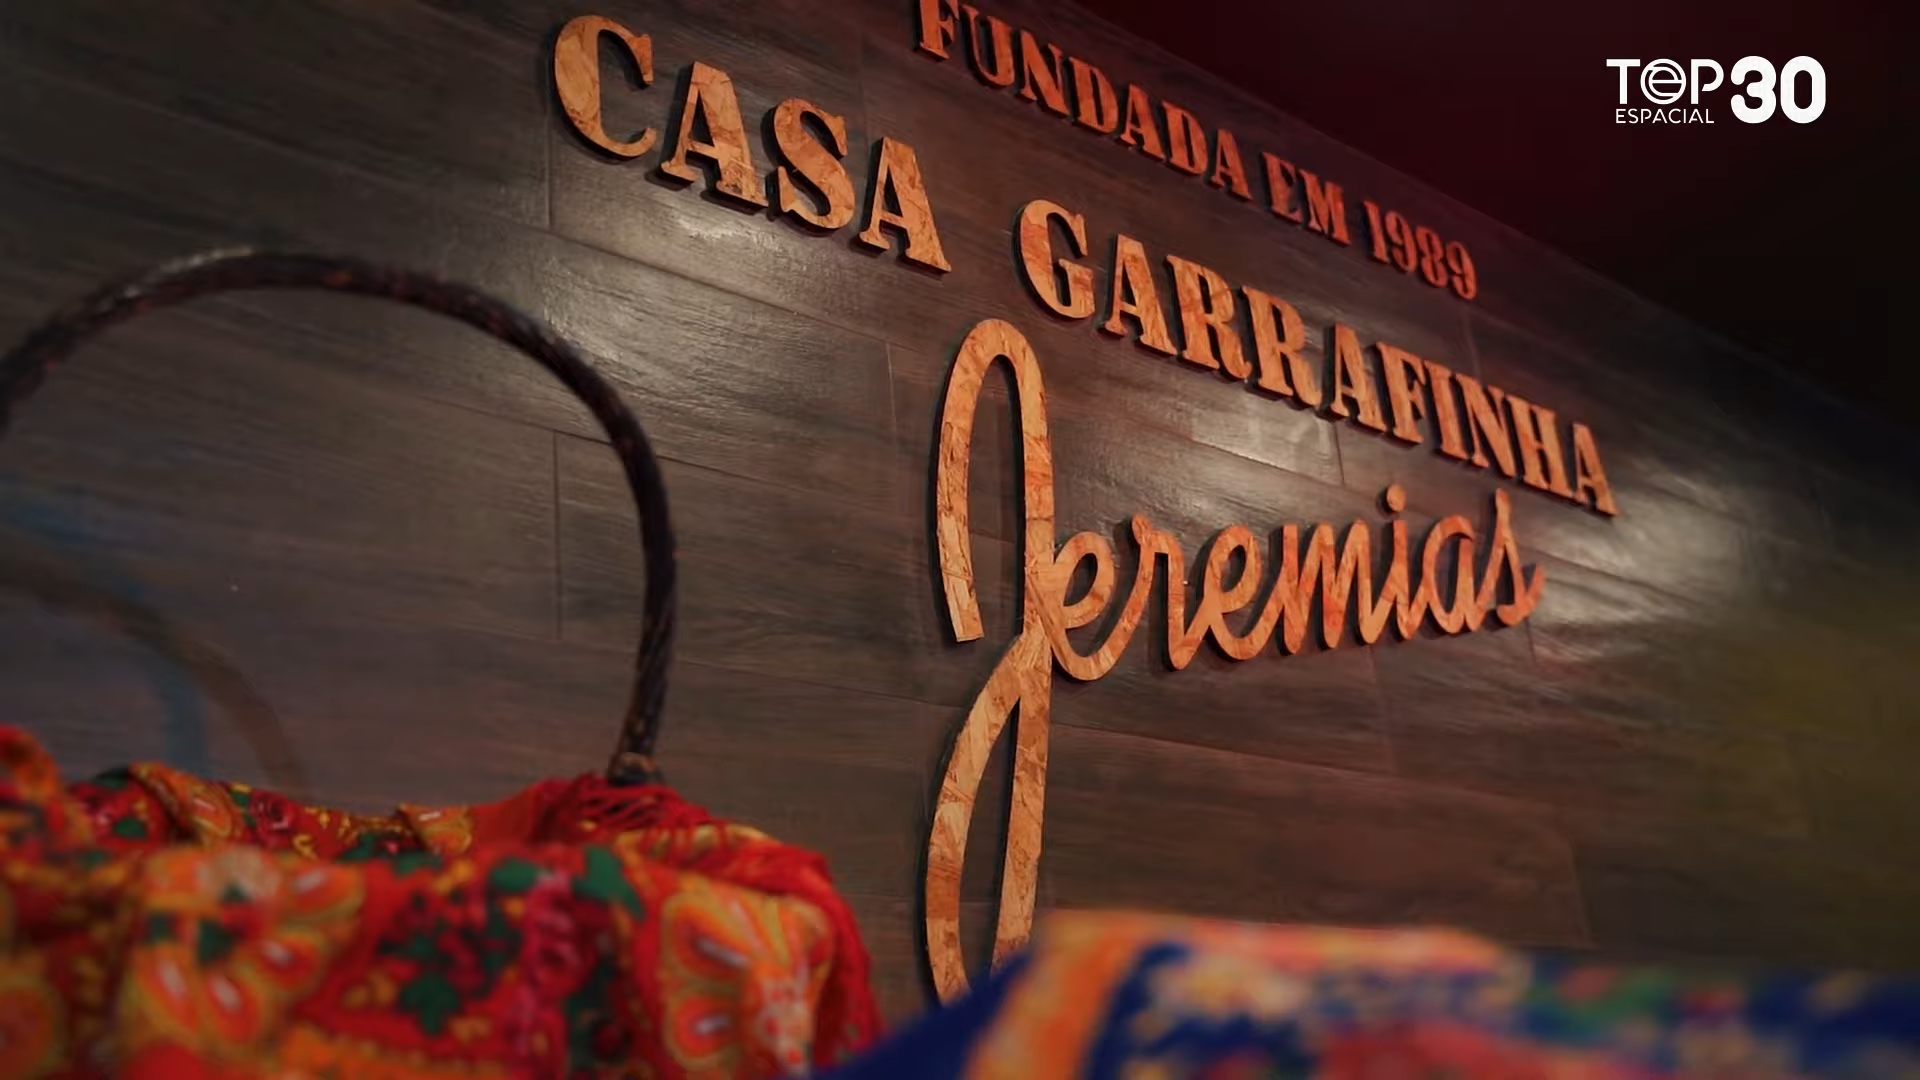 FUNDADA EM 1989
CASA GARRAFINHA
Jeremias
TOP
ESPACIAL
30